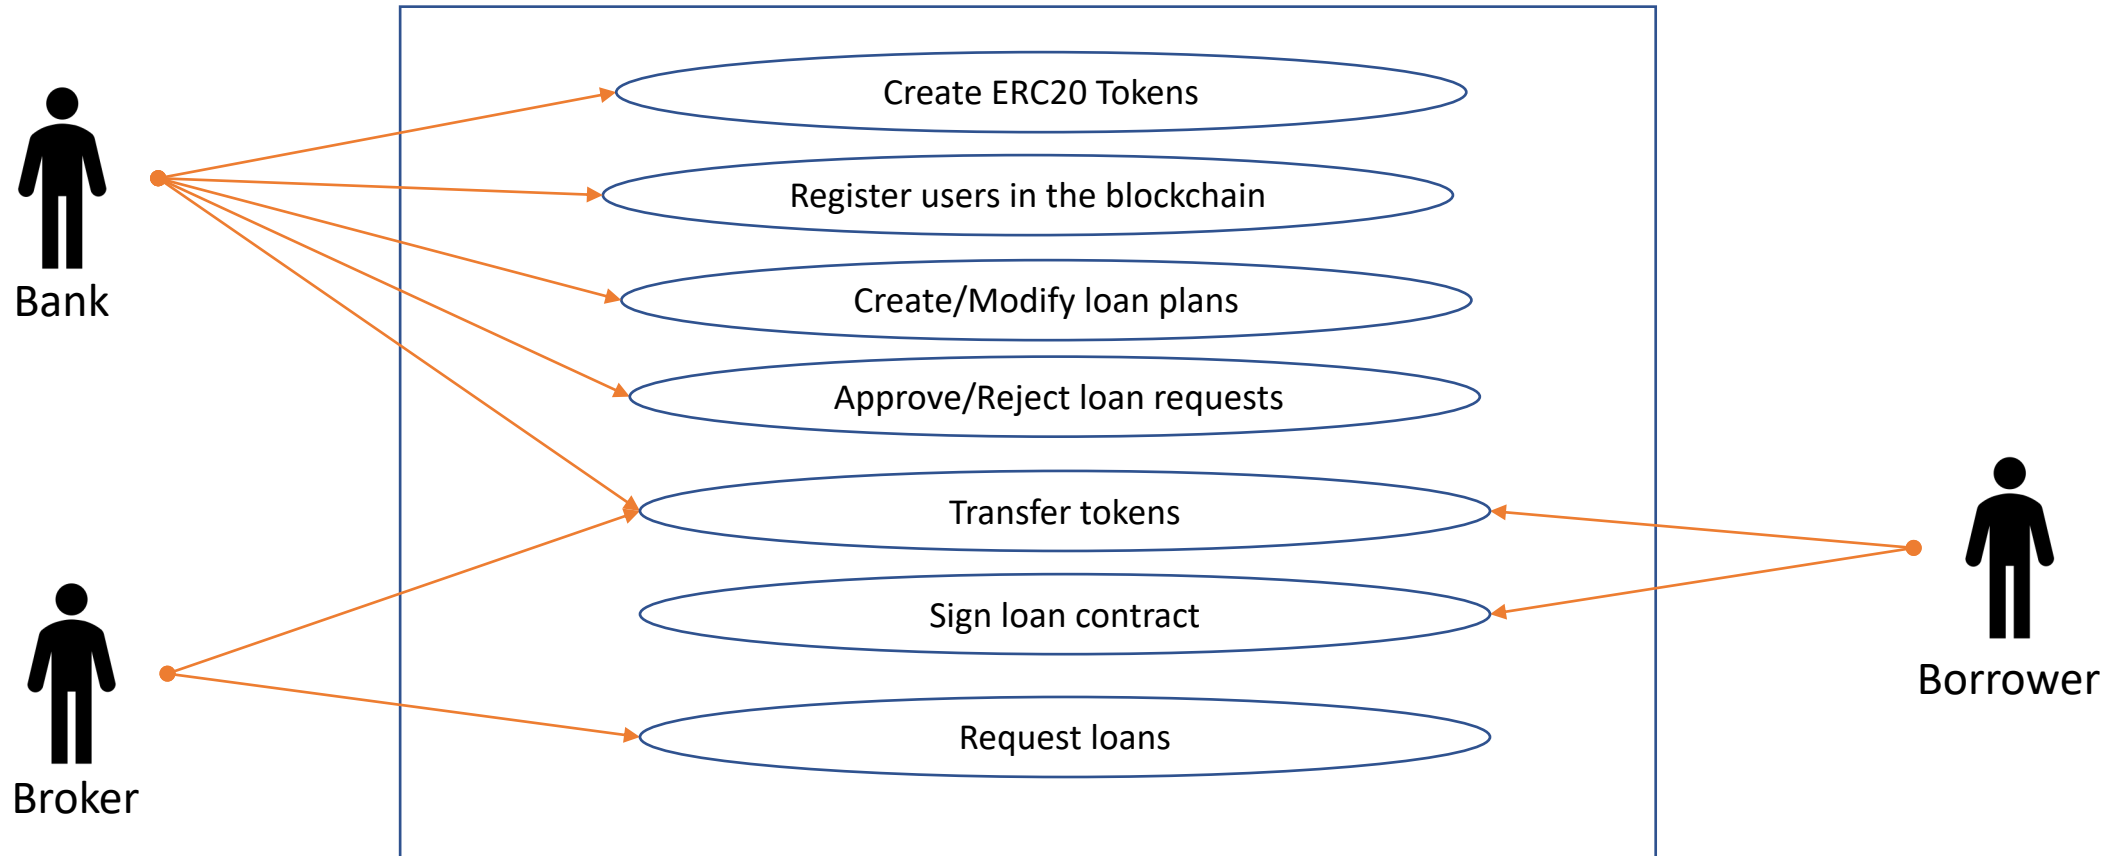 Create ERC20 Tokens
Register users in the blockchain
Bank
Create/Modify loan plans
Approve/Reject loan requests
Transfer tokens
Sign loan contract
Borrower
Request loans
Broker